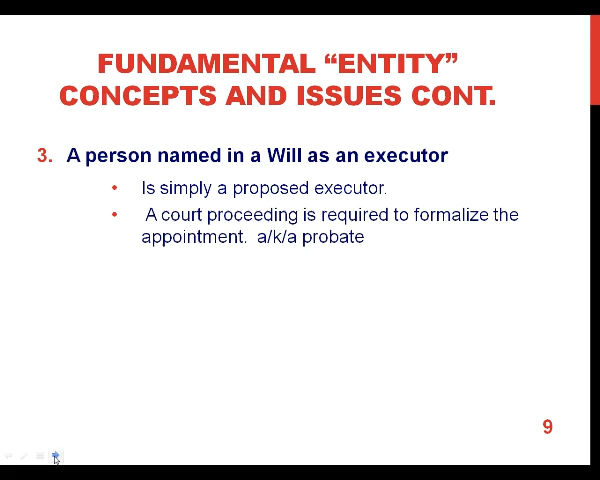 FUNDAMENTAL “ENTITY”
CONCEPTS AND ISSUES CONT.
3. A person named in a Will as an executor
• Is simply a proposed executor.
• A court proceeding is required to formalize the
appointment. a/k/a probate
9